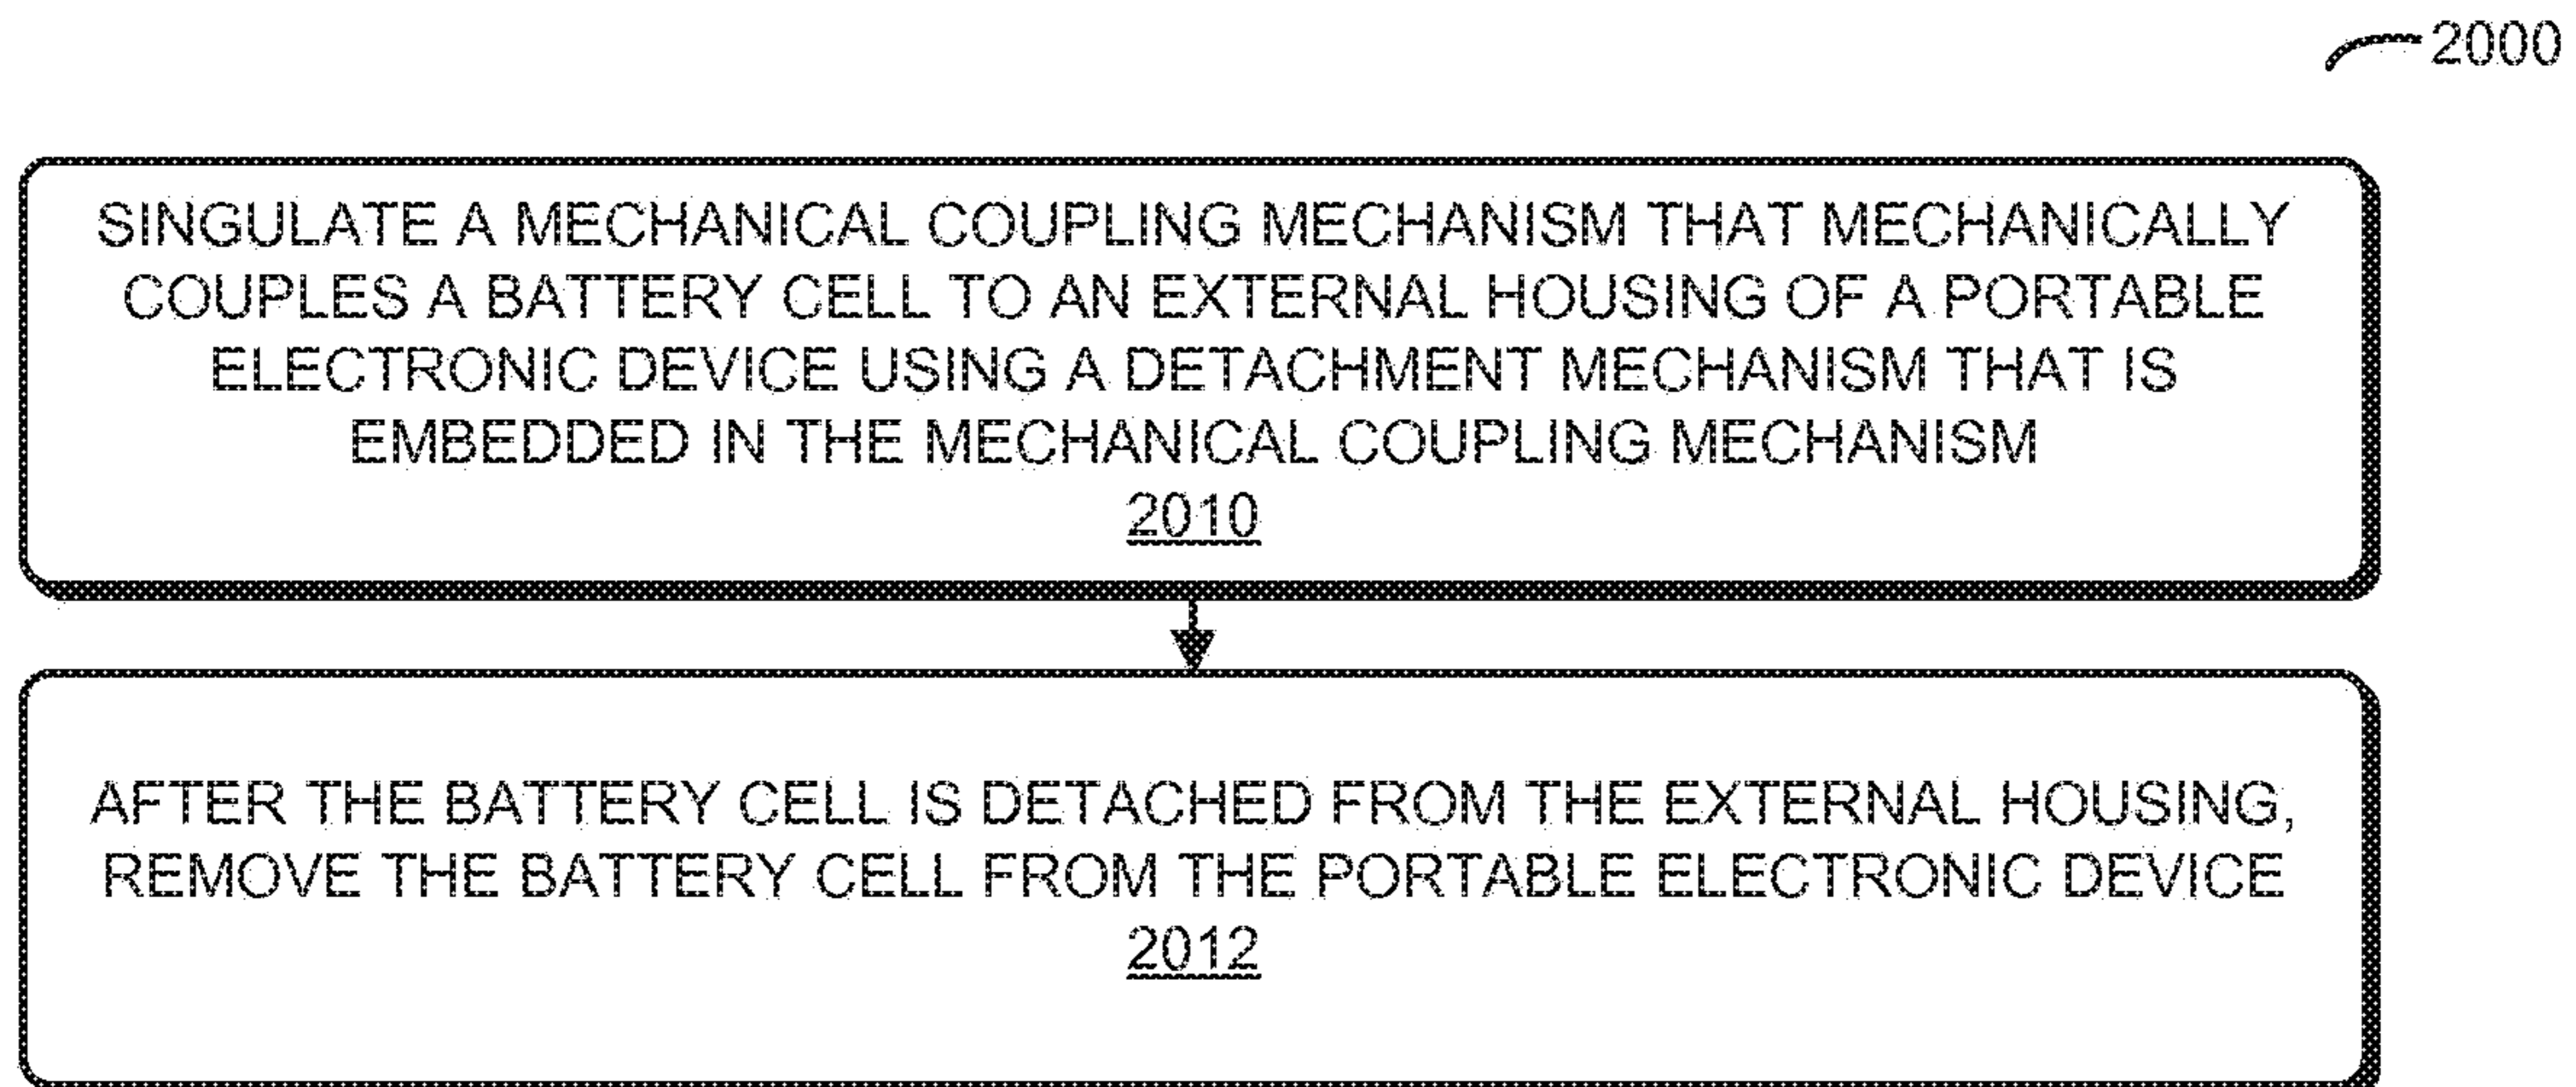 2000
SINGULATE A MECHANICAL COUPLING MECHANISM THAT MECHANICALLY
COUPLES A BATTERY CELL TO AN EXTERNAL HOUSING OF A PORTABLE
ELECTRONIC DEVICE USING A DETACHMENT MECHANISM THAT IS
EMBEDDED IN THE MECHANICAL COUPLING MECHANISM
2010
AFTER THE BATTERY CELL IS DETACHED FROM THE EXTERNAL HOUSING,
REMOVE THE BATTERY CELL FROM THE PORTABLE ELECTRONIC DEVICE
2012